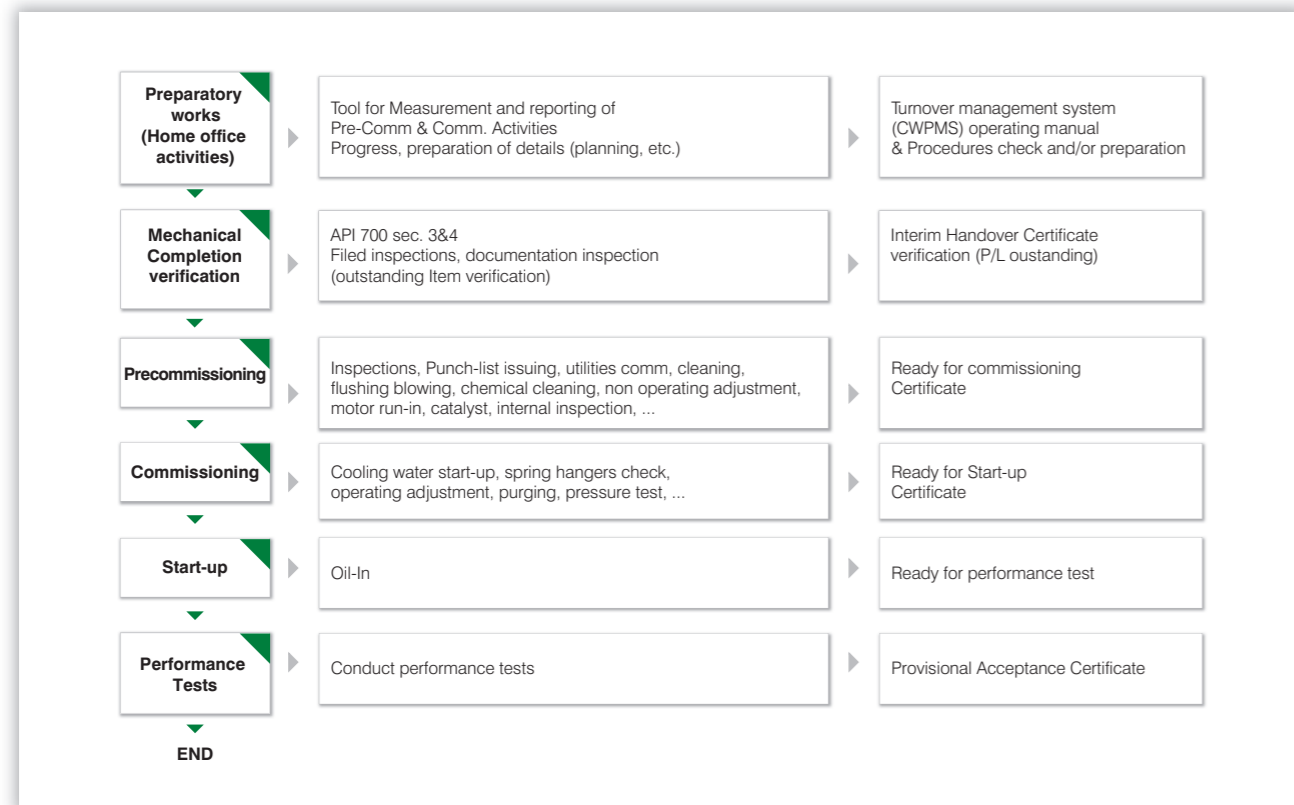 Preparatory
works
(Home office
activities)
Tool for Measurement and reporting of
Pre-Comm & Comm. Activities
Progress, preparation of details (planning, etc.)
Turnover management system
(CWPMS) operating manual
& Procedures check and/or preparation
Mechanical
Completion
verification
API 700 sec. 3&4
Filed inspections, documentation inspection
(outstanding Item verification)
Interim Handover Certificate
verification (P/L oustanding)
Precommissioning
Inspections, Punch-list issuing, utilities comm, cleaning,
flushing blowing, chemical cleaning, non operating adjustment,
motor run-in, catalyst, internal inspection, ...
Ready for commissioning
Certificate
Commissioning
Cooling water start-up, spring hangers check,
operating adjustment, purging, pressure test, ...
Ready for Start-up
Certificate
Start-up
Oil-In
Ready for performance test
Performance
Tests
Conduct performance tests
Provisional Acceptance Certificate
END